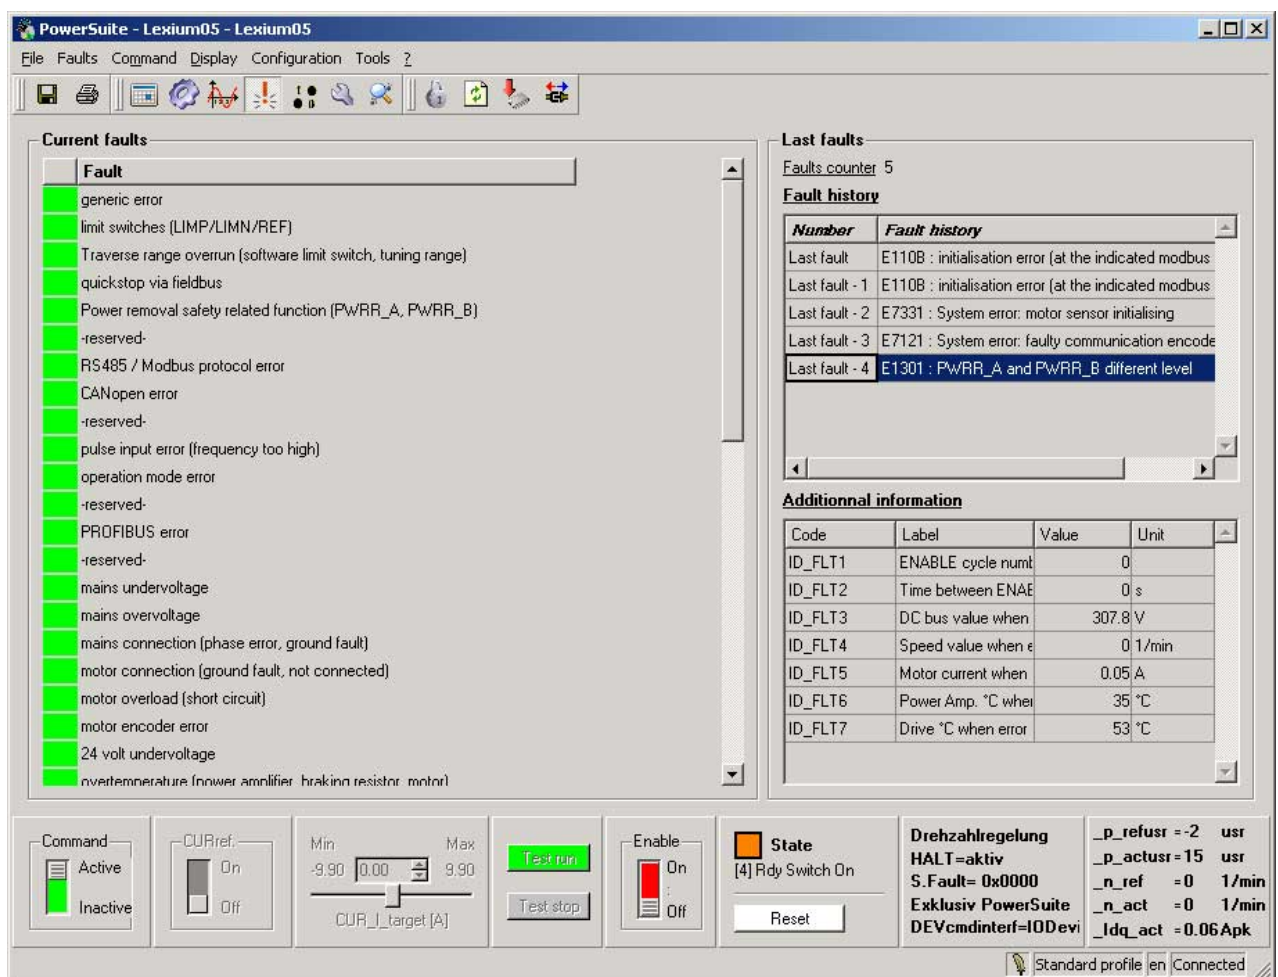 PowerSuite - Lexium05 - Lexium05
File Faults Command Display Configuration Tools ?
Current faults
Fault
generic error
limit switches (LIMP/LIMN/REF)
Traverse range overrun (software limit switch, tuning range)
quickstop via fieldbus
Power removal safety related function (PWRR_A, PWRR_B)
-reserved-
RS485 / Modbus protocol error
CANopen error
-reserved-
pulse input error (frequency too high)
operation mode error
-reserved-
PROFIBUS error
-reserved-
mains undervoltage
mains overvoltage
mains connection (phase error, ground fault)
motor connection (ground fault, not connected)
motor overload (short circuit)
motor encoder error
24 volt undervoltage
overtemperature (power amplifier, braking resistor, motor)
Last faults
Faults counter 5
Fault history
Number Fault history
Last fault E110B : initialisation error (at the indicated modbus
Last fault - 1 E110B : initialisation error (at the indicated modbus
Last fault - 2 E7331 : System error: motor sensor initialising
Last fault - 3 E7121 : System error: faulty communication encode
Last fault - 4 E1301 : PWRR_A and PWRR_B different level
Additionnal information
Code Label Value Unit
ID_FLT1 ENABLE cycle numb 0
ID_FLT2 Time between ENAE 0 s
ID_FLT3 DC bus value when 307.8 V
ID_FLT4 Speed value when e 0 1/min
ID_FLT5 Motor current when 0.05 A
ID_FLT6 Power Amp. °C when 35 °C
ID_FLT7 Drive °C when error 53 °C
Command
Active
Inactive
CURref.
On
Off
Min Max
-9.90 0.00 9.90
CUR_I_target [A]
Test run
Test stop
Enable
On
:
Off
State
[4] Rdy Switch On
Reset
Drehzahlregelung
HALT=aktiv
S.Fault= 0x0000
Exklusiv PowerSuite
DEVcmdinterf=IODevi
_p_refusr =-2 usr
_p_actusr=15 usr
_n_ref =0 1/min
_n_act =0 1/min
_Idq_act =0.06 Apk
Standard profile en Connected